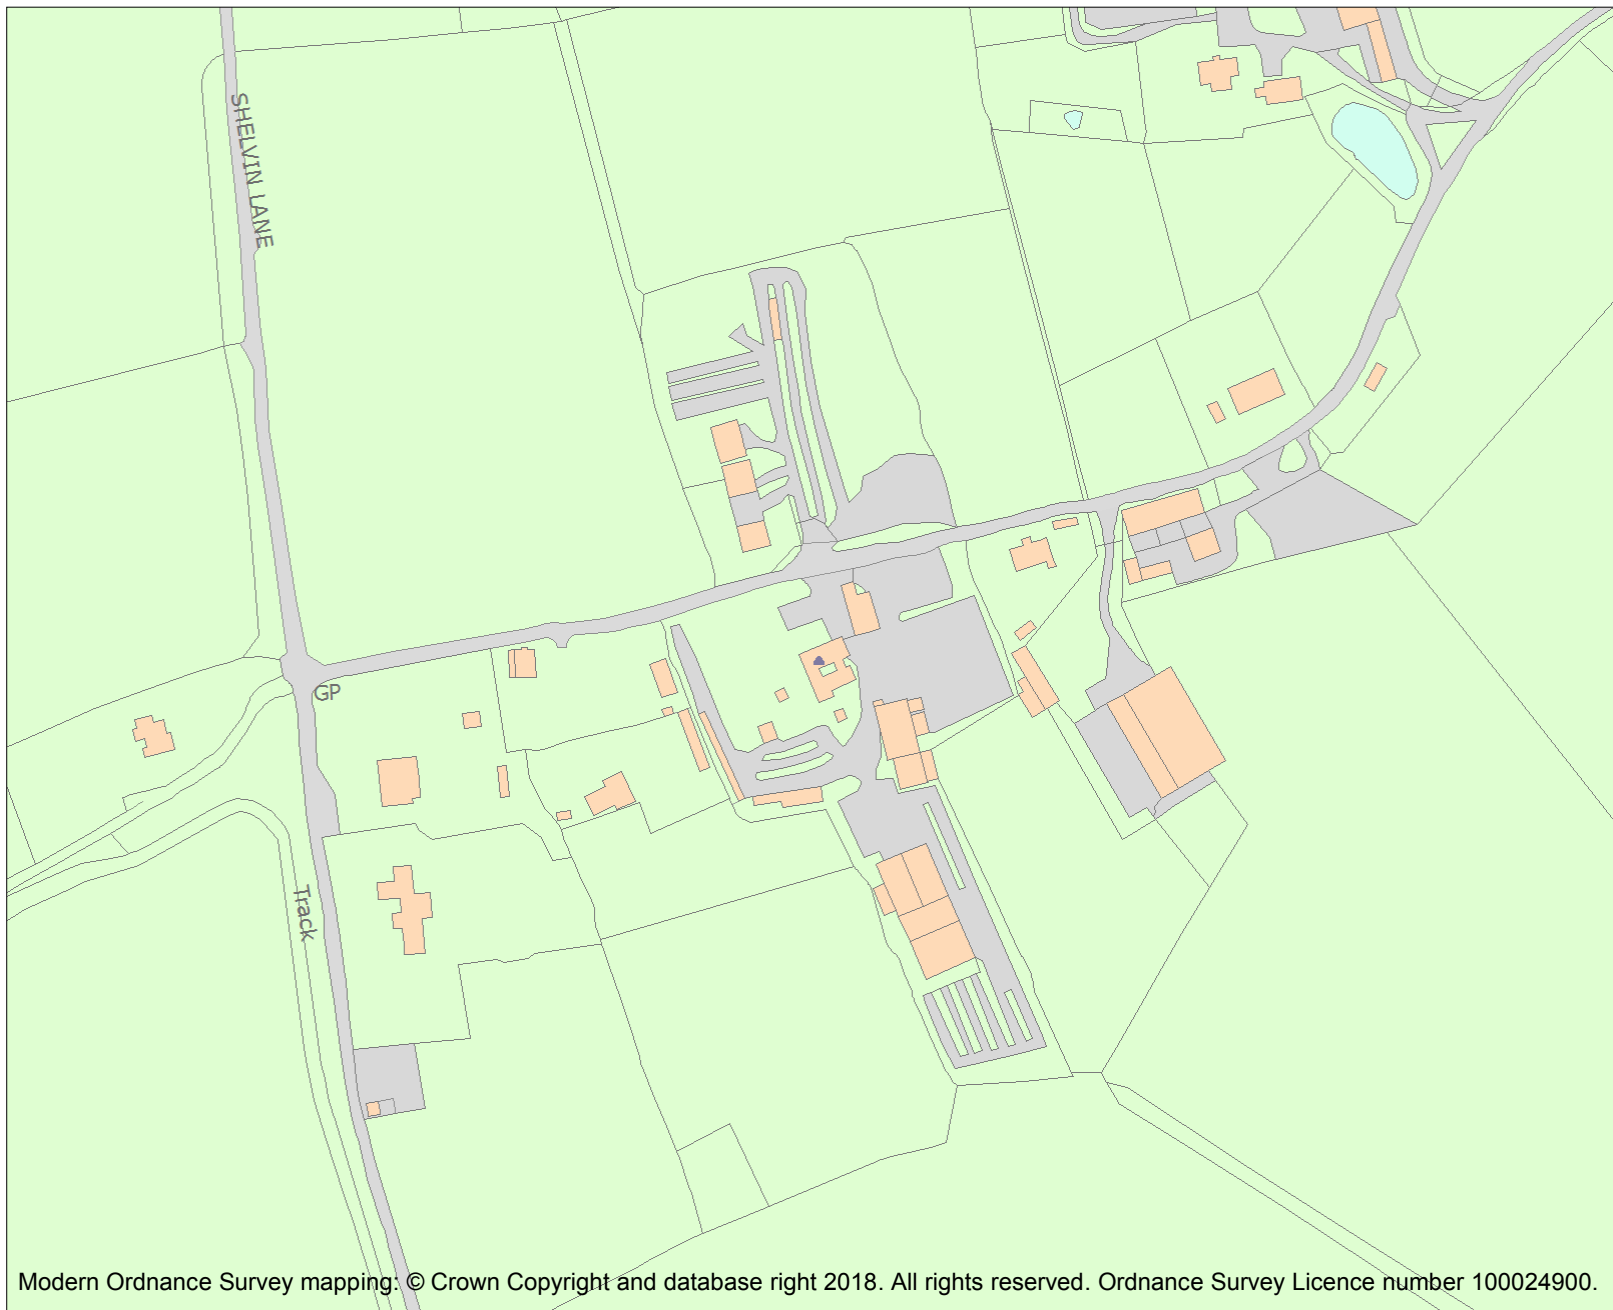 SHELVIN LANE
GP
Track
Modern Ordnance Survey mapping: © Crown Copyright and database right 2018. All rights reserved. Ordnance Survey Licence number 100024900.